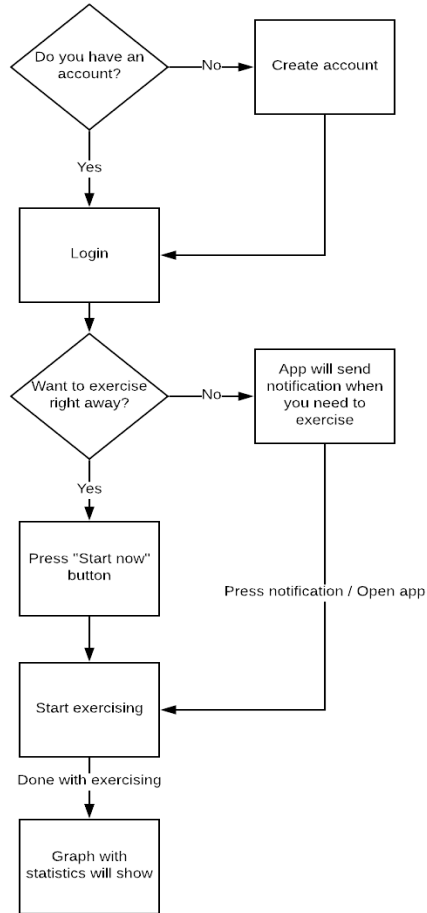 Do you have an
account?
No
Create account
Yes
Login
Want to exercise
right away?
No
App will send
notification when
you need to
exercise
Yes
Press "Start now"
button
Press notification / Open app
Start exercising
Done with exercising
Graph with
statistics will show